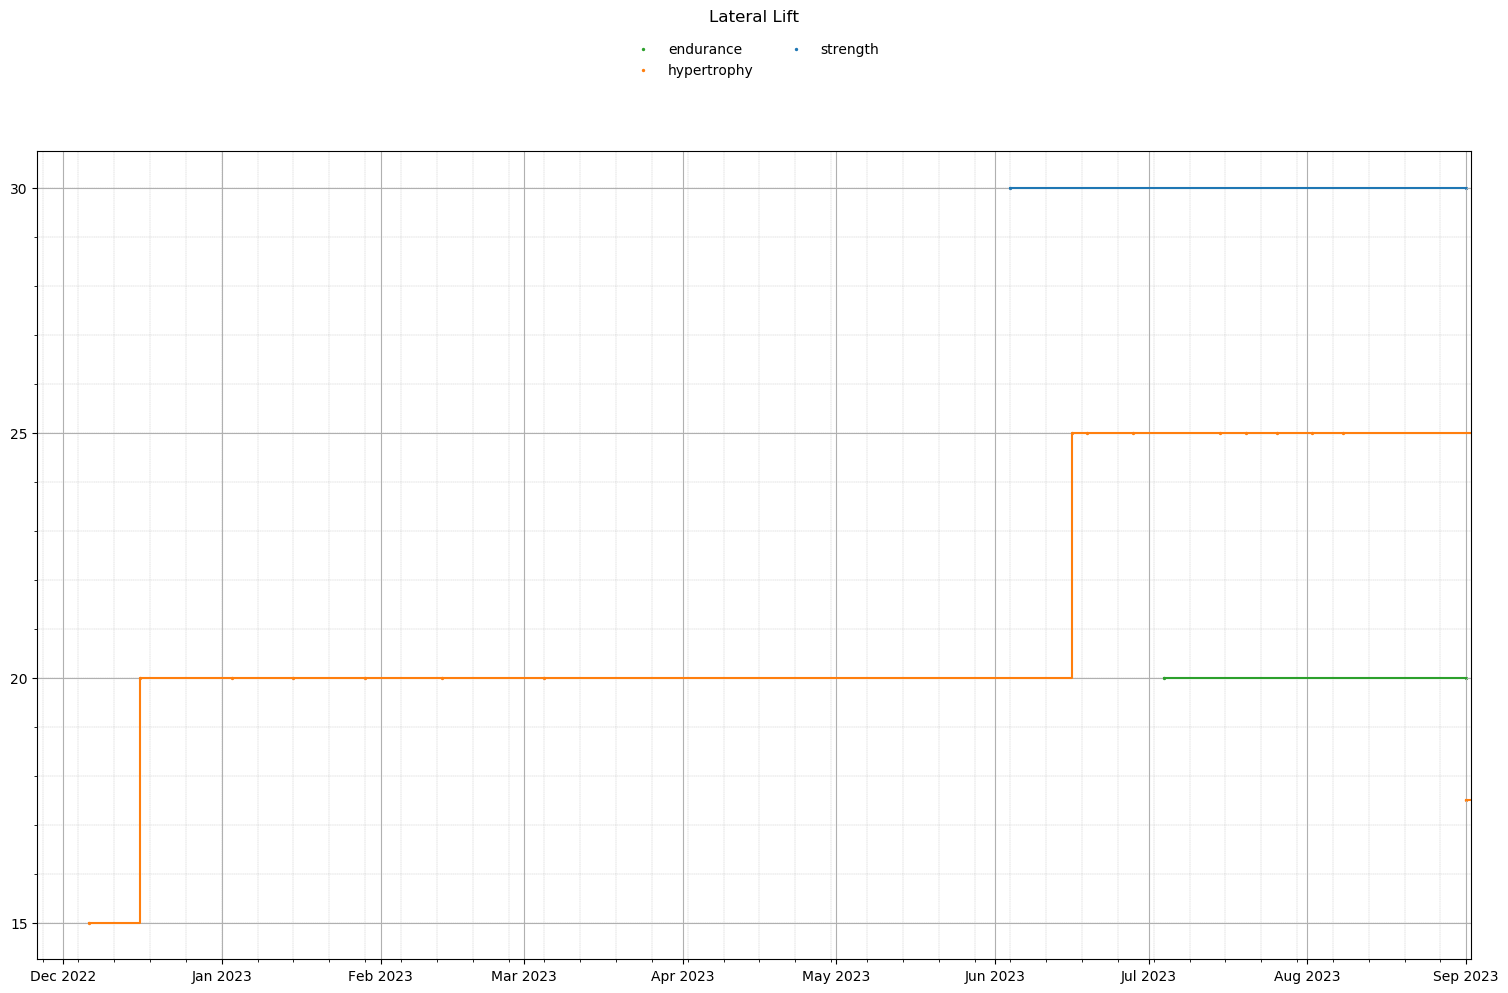 Lateral Lift
endurance
strength
hypertrophy
30
25
20
15
Dec 2022
Jan 2023
Feb 2023
Mar 2023
Apr 2023
May 2023
Jun 2023
Jul 2023
Aug 2023
Sep 2023